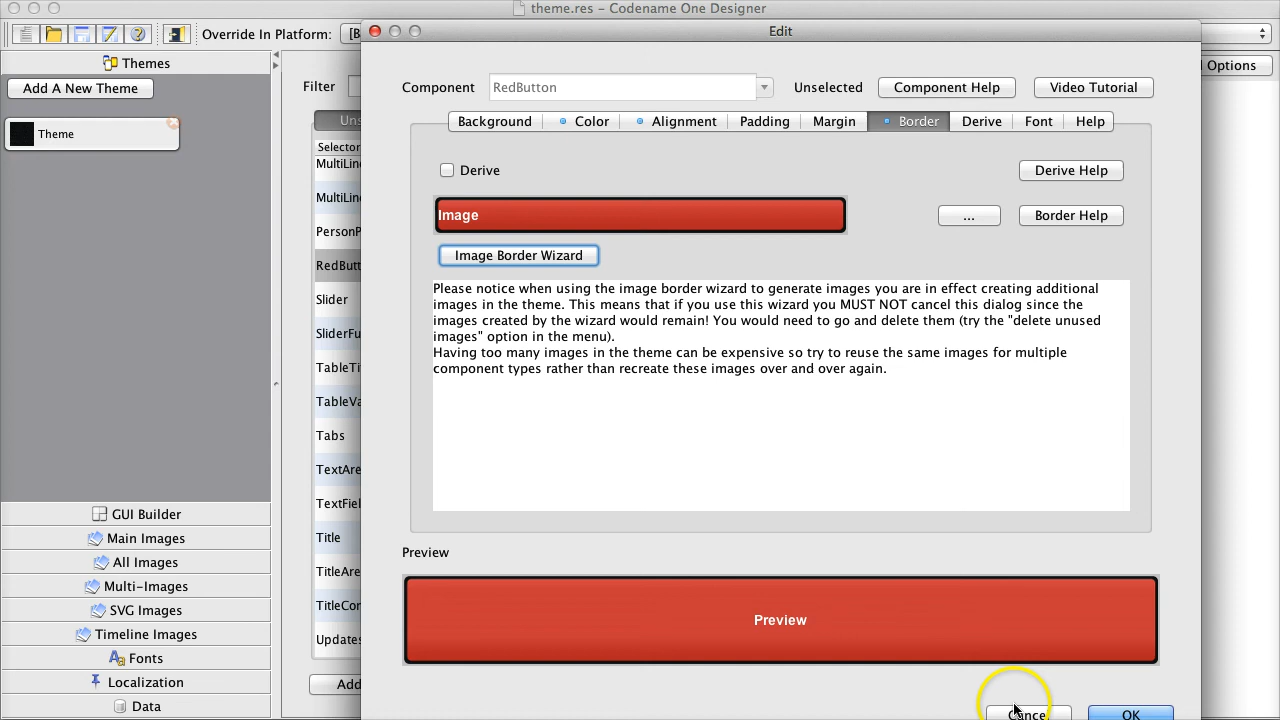 theme.res – Codename One Designer
Override In Platform:
Edit
Themes
Add A New Theme
Theme
Filter
Options
Component
RedButton
Unselected
Component Help
Video Tutorial
Background
Color
Alignment
Padding
Margin
Border
Derive
Font
Help
Selector
Derive
Derive Help
Image
...
Border Help
Image Border Wizard
Please notice when using the image border wizard to generate images you are in effect creating additional
images in the theme. This means that if you use this wizard you MUST NOT cancel this dialog since the
images created by the wizard would remain! You would need to go and delete them (try the "delete unused
images" option in the menu).
Having too many images in the theme can be expensive so try to reuse the same images for multiple
component types rather than recreate these images over and over again.
MultiLin
MultiLin
PersonP
RedButt
Slider
SliderFu
TableTi
TableVa
Tabs
TextAre
TextFiel
Title
TitleAre
TitleCor
Updates
Add
GUI Builder
Main Images
All Images
Multi-Images
SVG Images
Timeline Images
Fonts
Localization
Data
Preview
Preview
Cancel
OK